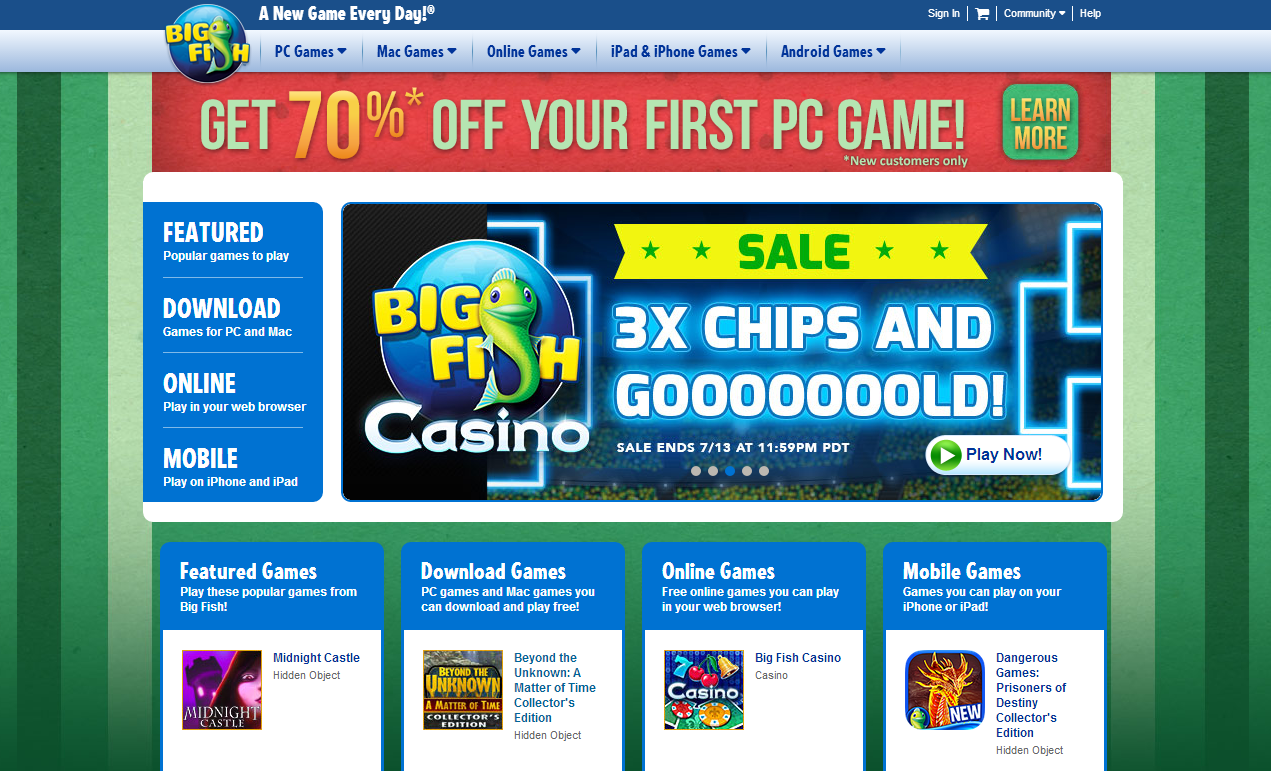 A New Game Every Day!®
Sign In
Community
Help
BIG FISH
PC Games
Mac Games
Online Games
iPad & iPhone Games
Android Games
GET 70%* OFF YOUR FIRST PC GAME!
*New customers only
LEARN
MORE
FEATURED
Popular games to play
DOWNLOAD
Games for PC and Mac
ONLINE
Play in your web browser
MOBILE
Play on iPhone and iPad
BIG
FISH
Casino
SALE
3X CHIPS AND
GOOOOOOOOLD!
SALE ENDS 7/13 AT 11:59PM PDT
Play Now!
Featured Games
Play these popular games from
Big Fish!
MIDNIGHT
CASTLE
Midnight Castle
Hidden Object
Download Games
PC games and Mac games you
can download and play free!
BEYOND THE
UNKNOWN
A MATTER OF TIME
COLLECTOR'S
EDITION
Beyond the
Unknown: A
Matter of Time
Collector's
Edition
Hidden Object
Online Games
Free online games you can play
in your web browser!
7
Casino
Big Fish Casino
Casino
Mobile Games
Games you can play on your
iPhone or iPad!
NEW
Dangerous
Games:
Prisoners of
Destiny
Collector's
Edition
Hidden Object